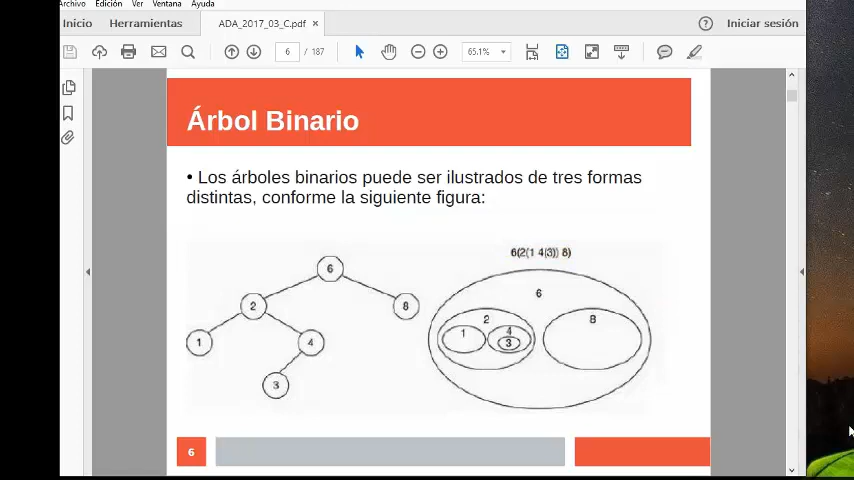 Archivo Editar Ver Ventana Ayuda
Inicio Herramientas ADA_2017_03_C.pdf × ? Iniciar sesión
6 / 187 65.1%
Árbol Binario
• Los árboles binarios puede ser ilustrados de tres formas
distintas, conforme la siguiente figura:
6(2(1 4(3)) 8)
6
2 8
1 4
3
6
2 8
1 4
3
6